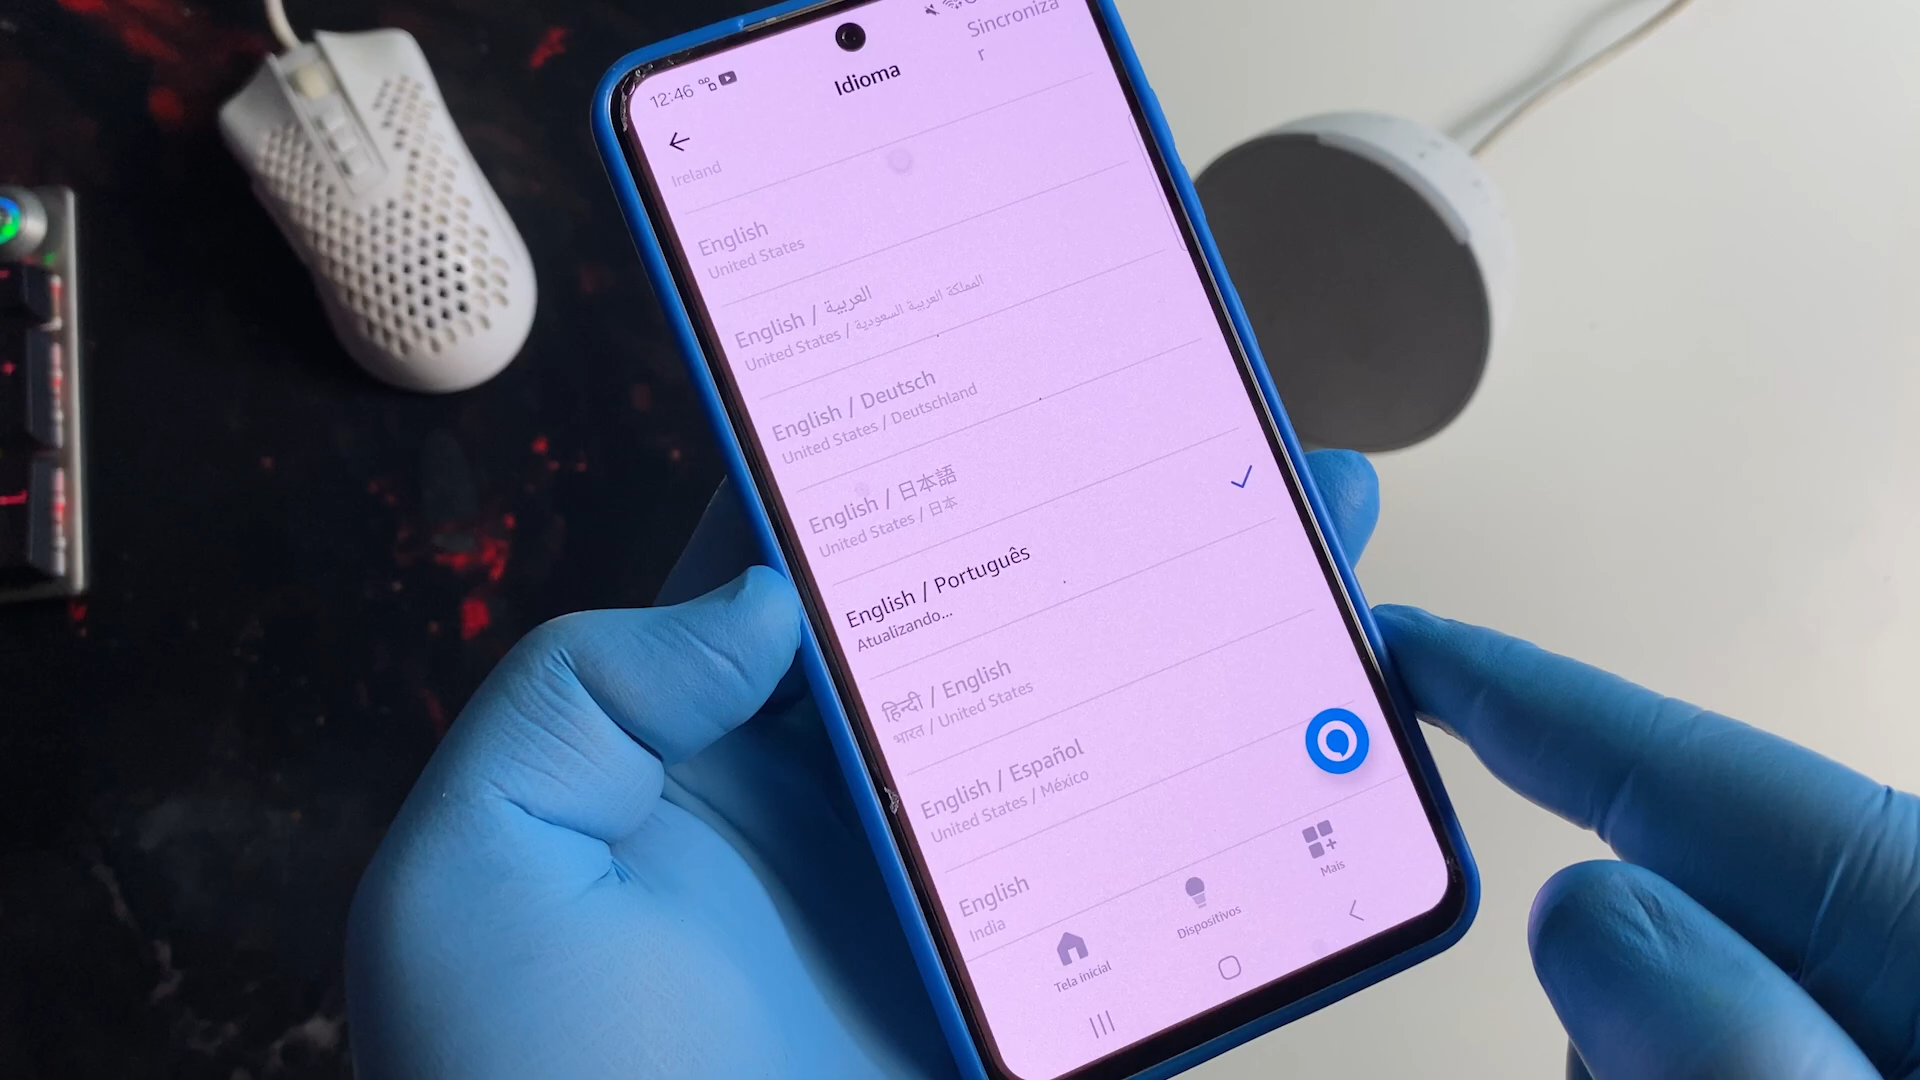 12:46
Idioma
Sincroniza
r
Ireland
English
United States
English / العربية
United States / المملكة العربية السعودية
English / Deutsch
United States / Deutschland
English / 日本語
United States / 日本
English / Português
Atualizando...
हिन्दी / English
भारत / United States
English / Español
United States / México
English
India
Tela inicial
Dispositivos
Mais